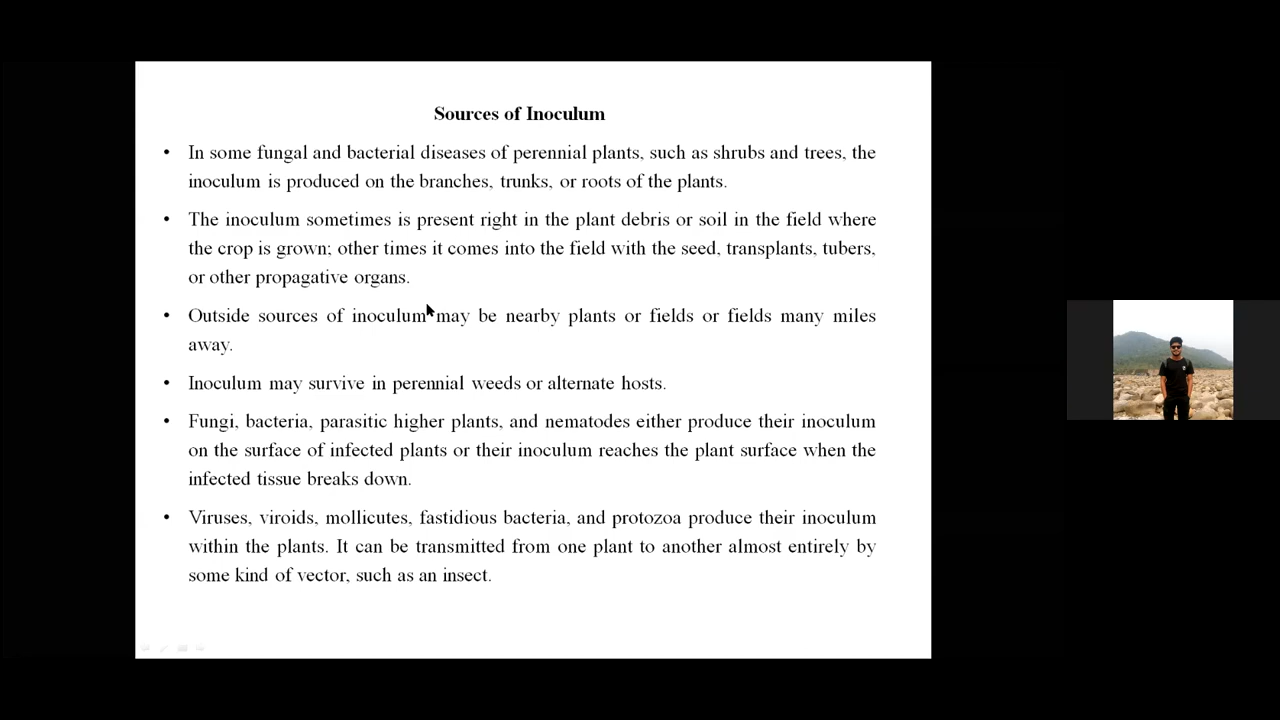 Sources of Inoculum
• In some fungal and bacterial diseases of perennial plants, such as shrubs and trees, the
inoculum is produced on the branches, trunks, or roots of the plants.
• The inoculum sometimes is present right in the plant debris or soil in the field where
the crop is grown; other times it comes into the field with the seed, transplants, tubers,
or other propagative organs.
• Outside sources of inoculum may be nearby plants or fields or fields many miles
away.
• Inoculum may survive in perennial weeds or alternate hosts.
• Fungi, bacteria, parasitic higher plants, and nematodes either produce their inoculum
on the surface of infected plants or their inoculum reaches the plant surface when the
infected tissue breaks down.
• Viruses, viroids, mollicutes, fastidious bacteria, and protozoa produce their inoculum
within the plants. It can be transmitted from one plant to another almost entirely by
some kind of vector, such as an insect.